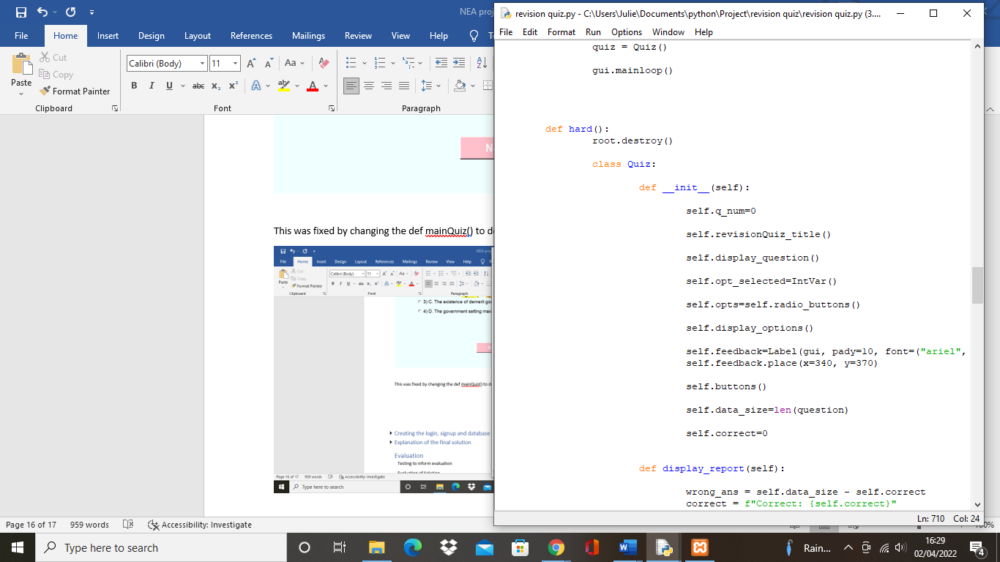 NEA proj
File Home Insert Design Layout References Mailings Review View Help
Cut
Copy
Paste
Format Painter
Clipboard
Calibri (Body) 11
Font
Paragraph
This was fixed by changing the def mainQuiz() to d
NEA proj
File Home Insert Design Layout References Mailings Review View Help
Cut
Copy
Paste
Format Painter
Clipboard
Calibri (Body) 11
Font
Paragraph
3) C. The existence of demerit goo
4) D. The government setting max
This was fixed by changing the def mainQuiz() to d
Creating the login, signup and database
Explanation of the final solution
Evaluation
Testing to inform evaluation
Evaluation of Solution
Page 16 of 17 959 words Accessibility: Investigate
Type here to search
Page 16 of 17 959 words Accessibility: Investigate
revision quiz.py - C:\Users\Julie\Documents\python\Project\revision quiz\revision quiz.py (3....
File Edit Format Run Options Window Help
quiz = Quiz()
gui.mainloop()
def hard():
root.destroy()
class Quiz:
def __init__(self):
self.q_num=0
self.revisionQuiz_title()
self.display_question()
self.opt_selected=IntVar()
self.opts=self.radio_buttons()
self.display_options()
self.feedback=Label(gui, pady=10, font=("ariel",
self.feedback.place(x=340, y=370)
self.buttons()
self.data_size=len(question)
self.correct=0
def display_report(self):
wrong_ans = self.data_size - self.correct
correct = f"Correct: {self.correct}"
Ln: 710 Col: 24
Type here to search
Rain...
16:29
02/04/2022
4